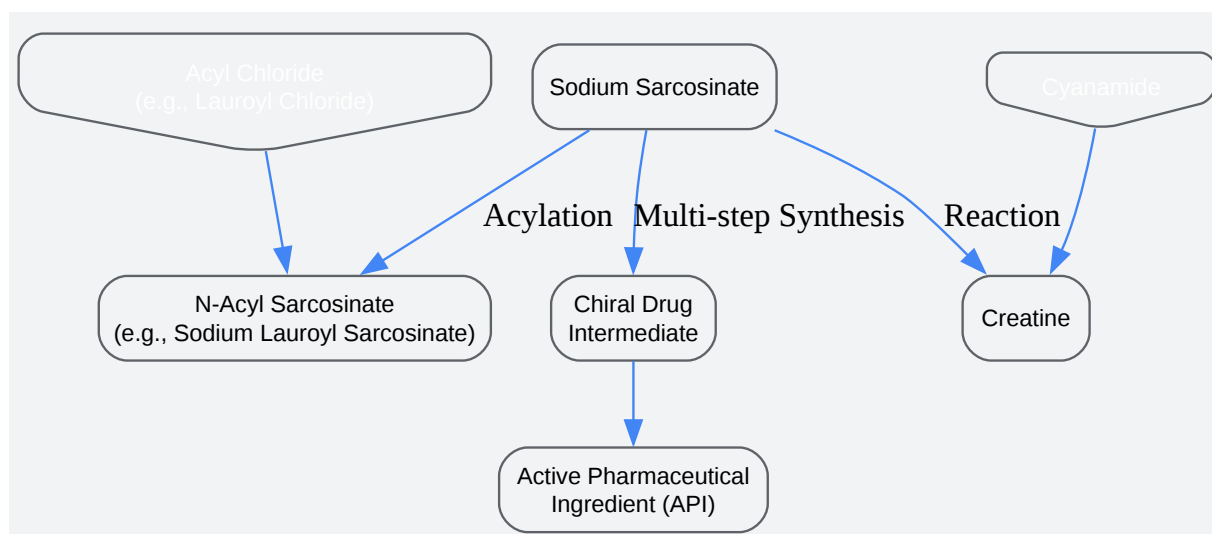 Acyl Chloride
(e.g., Lauroyl Chloride)
Sodium Sarcosinate
Cyanamide
Acylation
Multi-step Synthesis
Reaction
N-Acyl Sarcosinate
(e.g., Sodium Lauroyl Sarcosinate)
Chiral Drug
Intermediate
Creatine
Active Pharmaceutical
Ingredient (API)